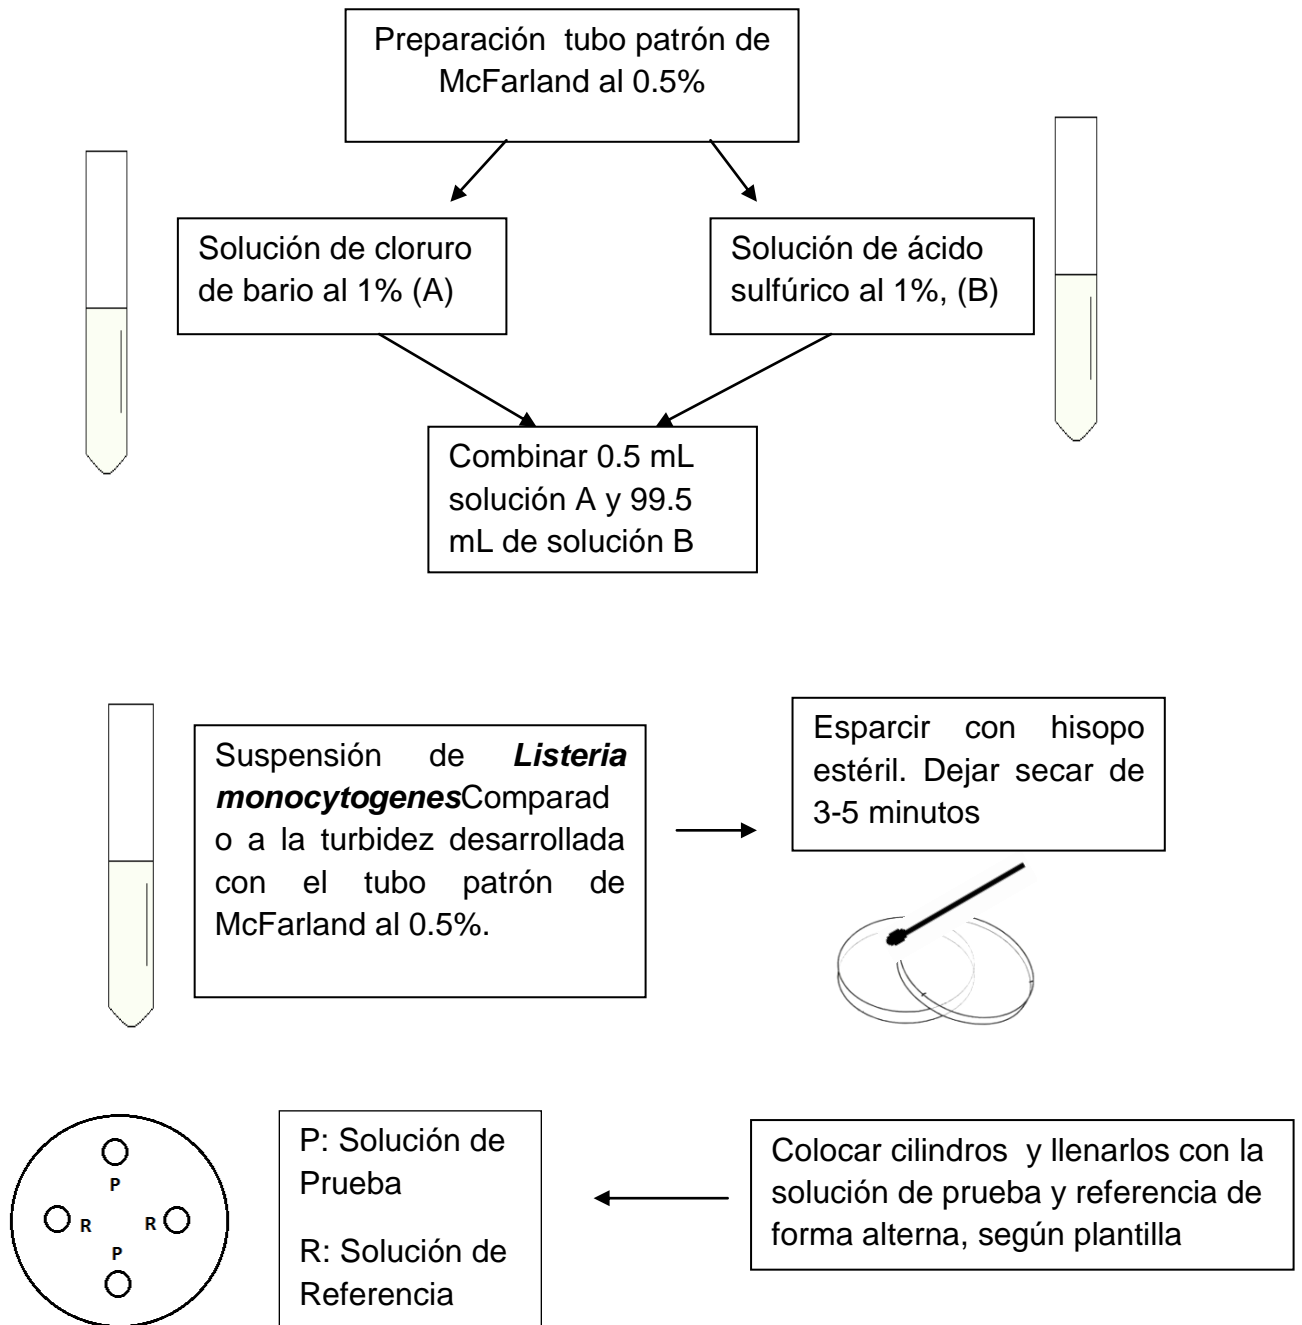 Preparación tubo patrón de
McFarland al 0.5%
Solución de cloruro
de bario al 1% (A)
Solución de ácido
sulfúrico al 1%, (B)
Combinar 0.5 mL
solución A y 99.5
mL de solución B
Suspensión de Listeria
monocytogenesComparad
o a la turbidez desarrollada
con el tubo patrón de
McFarland al 0.5%.
Esparcir con hisopo
estéril. Dejar secar de
3-5 minutos
P
R
R
P
P: Solución de
Prueba
R: Solución de
Referencia
Colocar cilindros y llenarlos con la
solución de prueba y referencia de
forma alterna, según plantilla